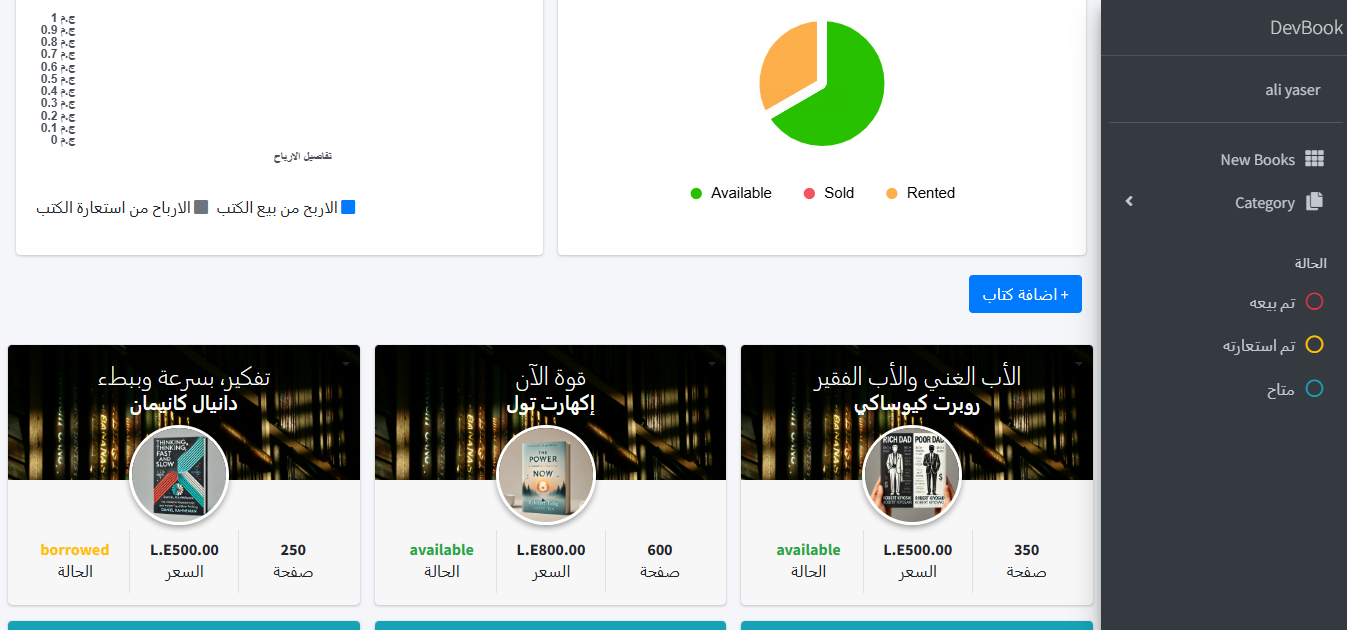 DevBook
ali yaser
New Books
Category
الحالة
تم بيعه
تم استعارته
متاح
Available
Sold
Rented
ج.م 1
ج.م 0.9
ج.م 0.8
ج.م 0.7
ج.م 0.6
ج.م 0.5
ج.م 0.4
ج.م 0.3
ج.م 0.2
ج.م 0.1
ج.م 0
تفاصيل الارباح
الاربح من بيع الكتب
الارباح من استعارة الكتب
+ اضافة كتاب
الأب الغني والأب الفقير
روبرت كيوساكي
RICH DAD POOR DAD
350
صفحة
L.E500.00
السعر
available
الحالة
قوة الآن
إكهارت تول
THE
POWER
NOW
600
صفحة
L.E800.00
السعر
available
الحالة
تفكير، بسرعة وببطء
دانيال كانيمان
THINKING,
THINKING,
FAST
AND
SLOW
250
صفحة
L.E500.00
السعر
borrowed
الحالة